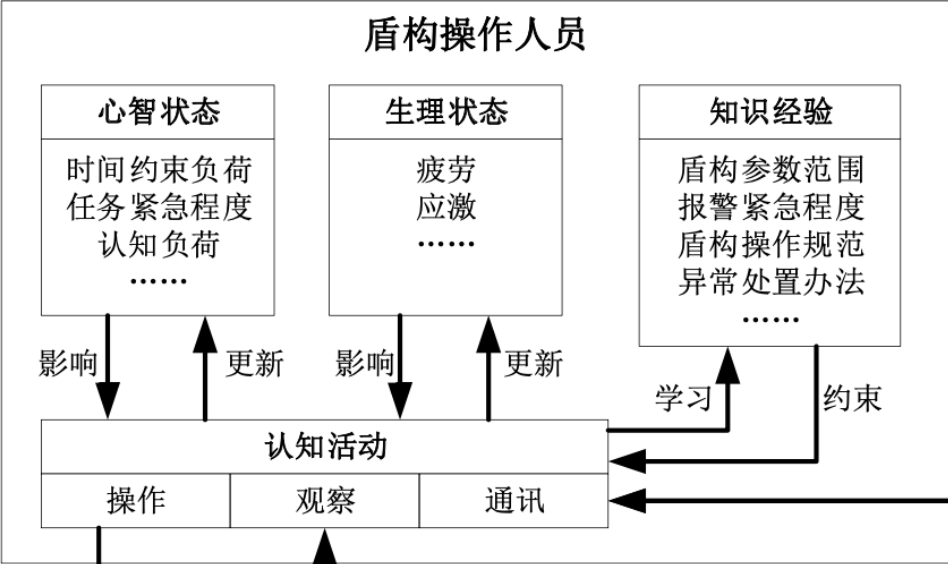 盾构操作人员
心智状态
时间约束负荷
任务紧急程度
认知负荷
……
生理状态
疲劳
应激
……
知识经验
盾构参数范围
报警紧急程度
盾构操作规范
异常处置办法
……
影响
更新
影响
更新
学习
约束
认知活动
操作
观察
通讯